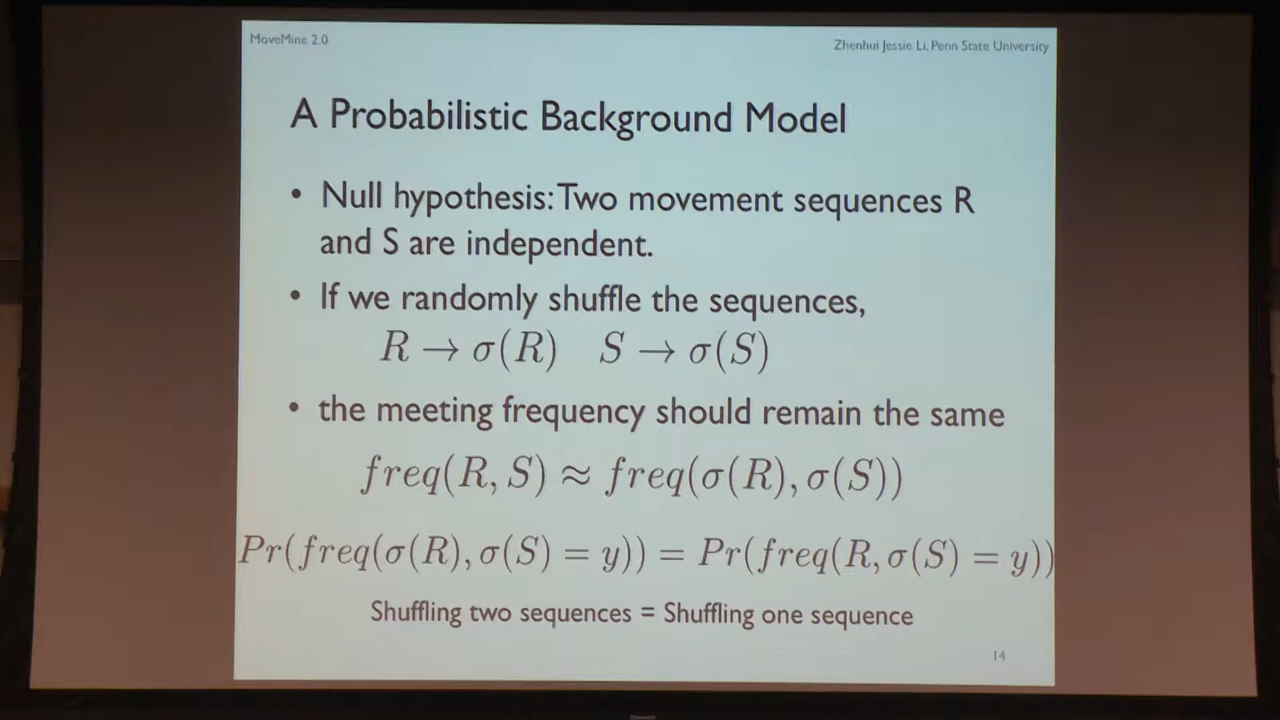 MoveMine 2.0
Zhenhui Jessie Li, Penn State University
A Probabilistic Background Model
• Null hypothesis: Two movement sequences R
and S are independent.
• If we randomly shuffle the sequences,
R → σ(R) S → σ(S)
• the meeting frequency should remain the same
freq(R, S) ≈ freq(σ(R), σ(S))
Pr(freq(σ(R), σ(S) = y)) = Pr(freq(R, σ(S) = y))
Shuffling two sequences = Shuffling one sequence
14